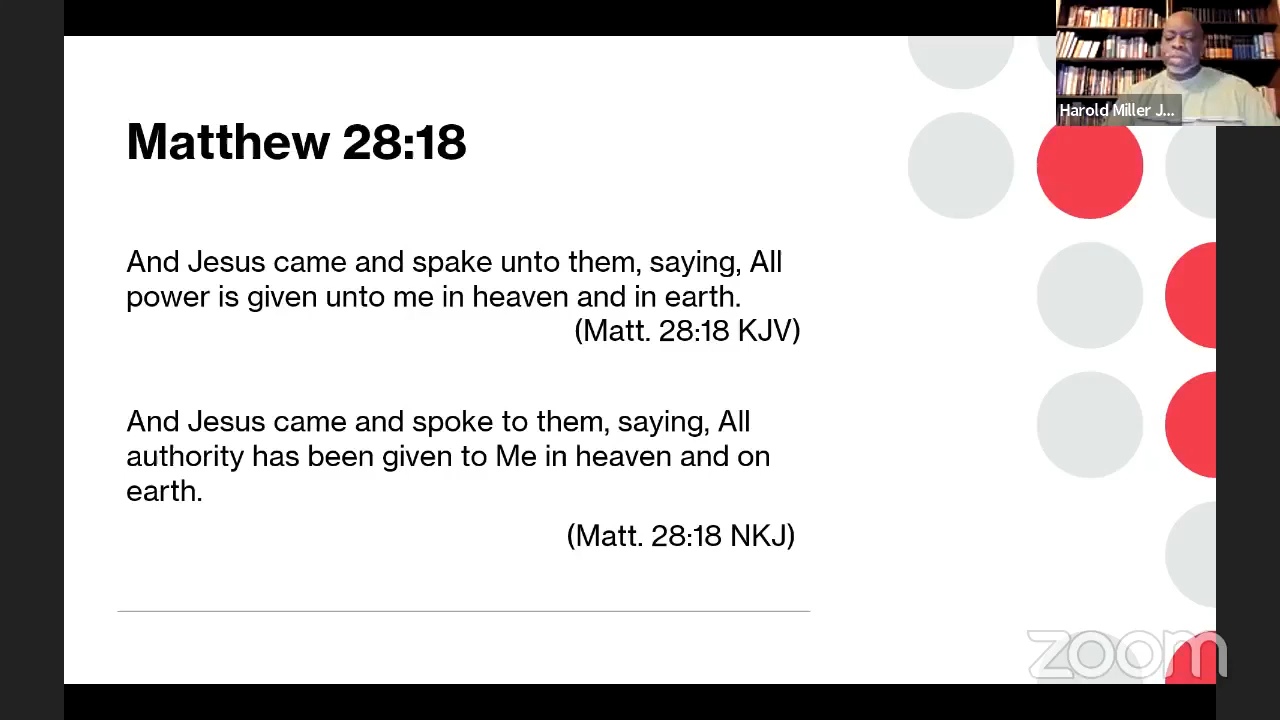 Matthew 28:18
And Jesus came and spake unto them, saying, All
power is given unto me in heaven and in earth.
(Matt. 28:18 KJV)
And Jesus came and spoke to them, saying, All
authority has been given to Me in heaven and on
earth.
(Matt. 28:18 NKJ)
Harold Miller J...
zoom